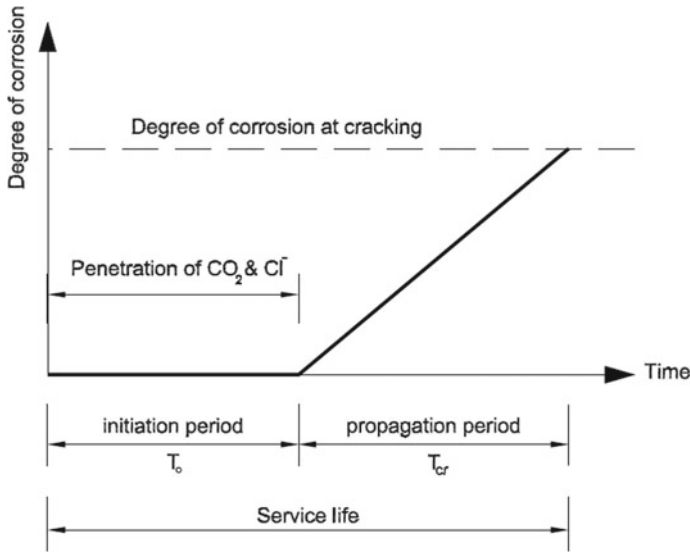 Degree of corrosion
Degree of corrosion at cracking
Penetration of CO₂ & Cl⁻
Time
initiation period
propagation period
T₀
Tcr
Service life